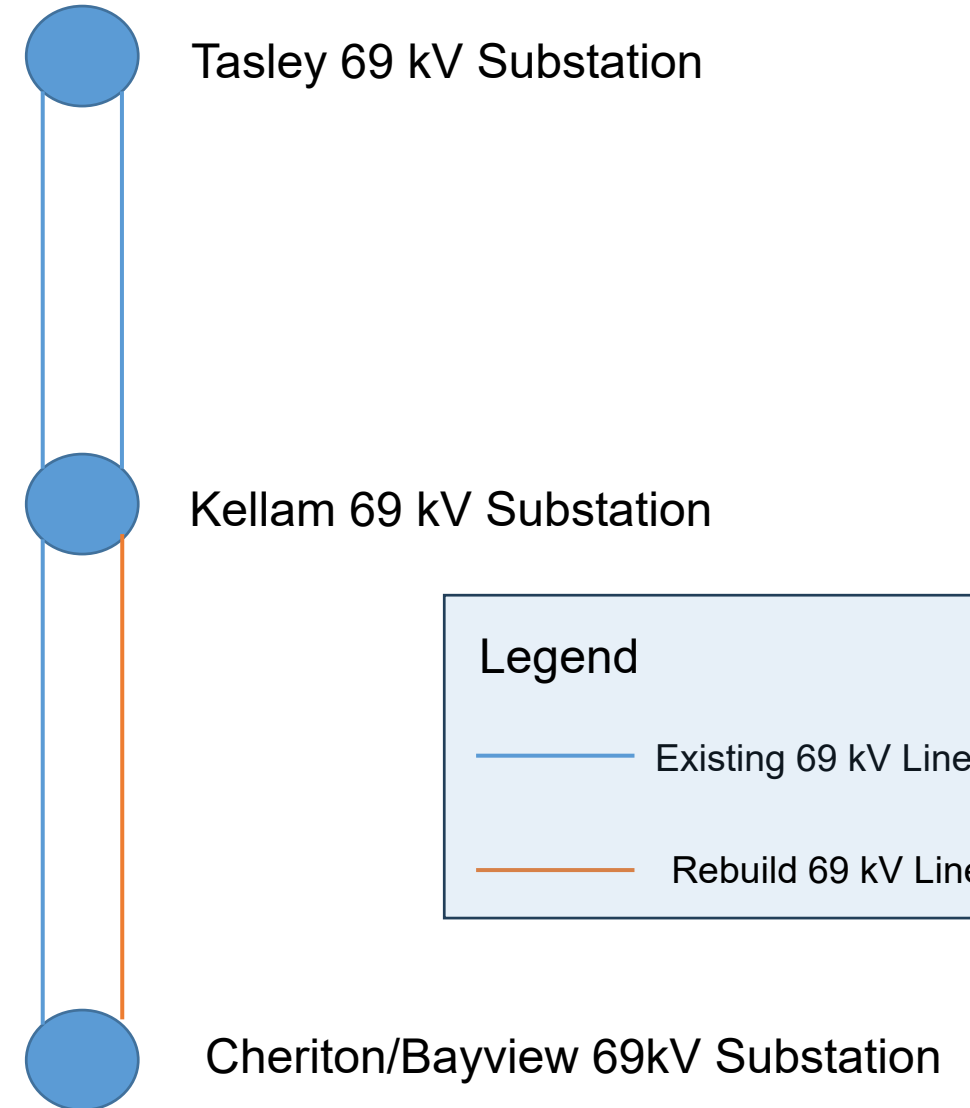 Tasley 69 kV Substation
Kellam 69 kV Substation
Legend
Existing 69 kV Line
Rebuild 69 kV Line
Cheriton/Bayview 69kV Substation